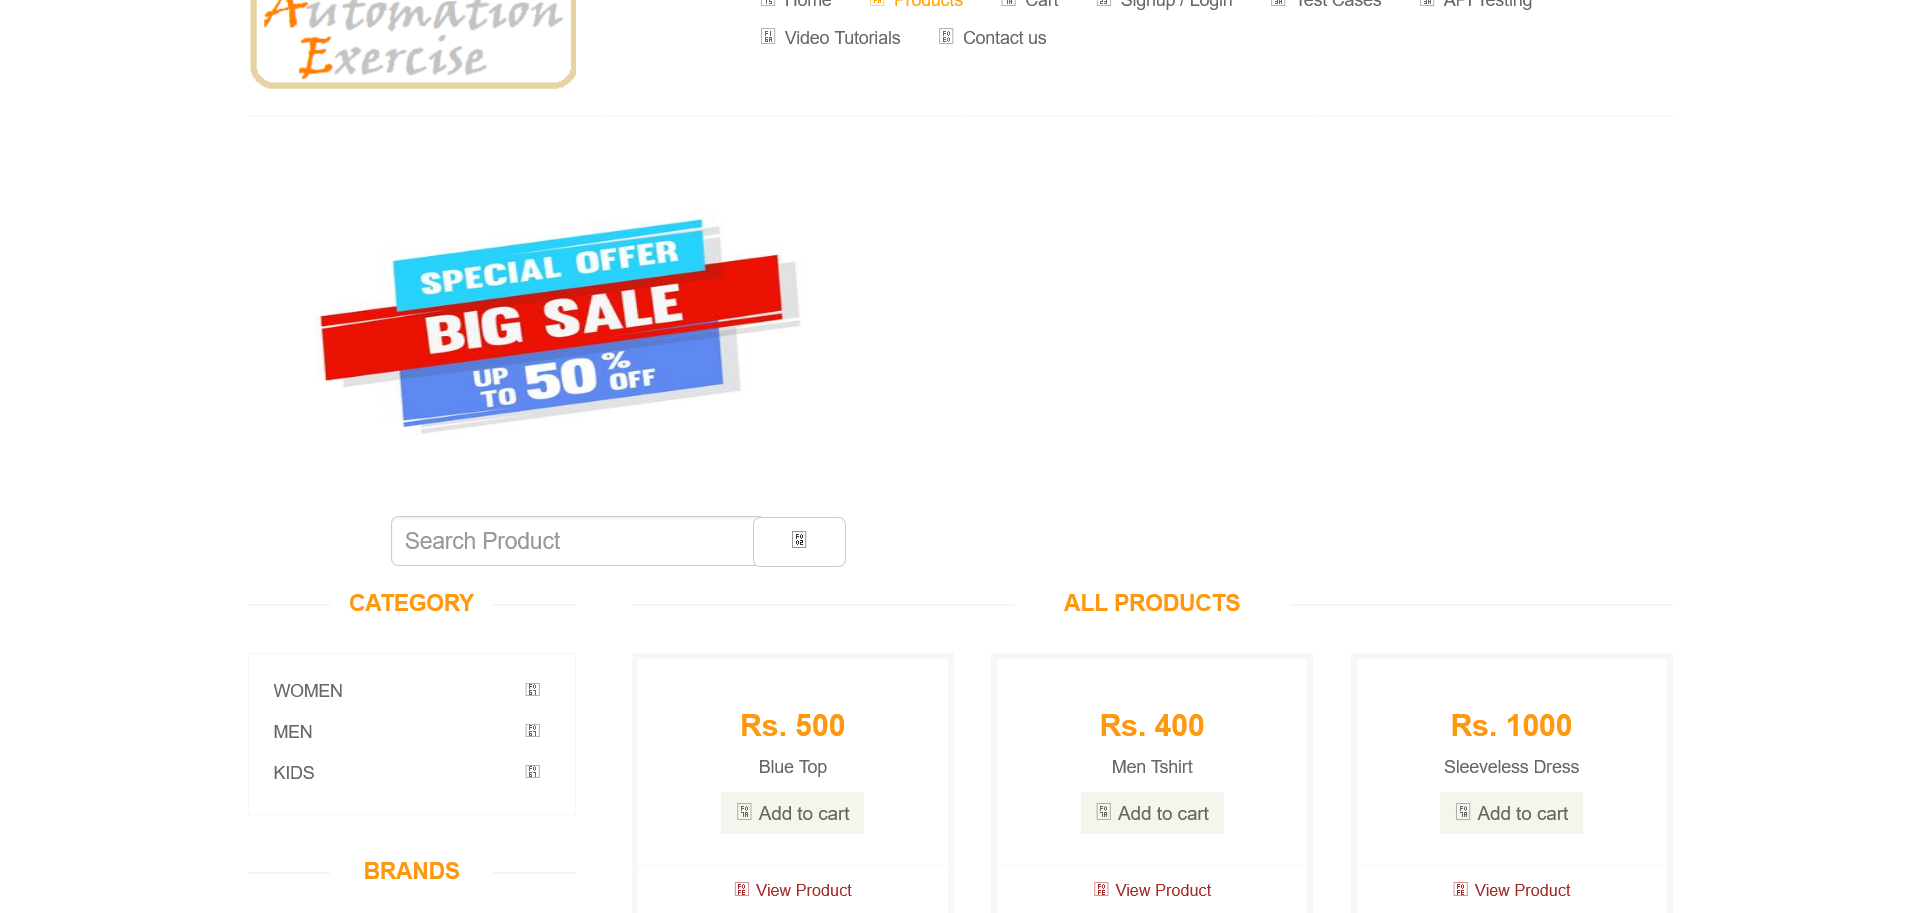 Automation
Exercise
Home Products Cart Signup / Login Test Cases API Testing
Video Tutorials Contact us
SPECIAL OFFER
BIG SALE
UP TO 50% OFF
Search Product
CATEGORY
ALL PRODUCTS
WOMEN
MEN
KIDS
Rs. 500
Blue Top
Add to cart
View Product
Rs. 400
Men Tshirt
Add to cart
View Product
Rs. 1000
Sleeveless Dress
Add to cart
View Product
BRANDS